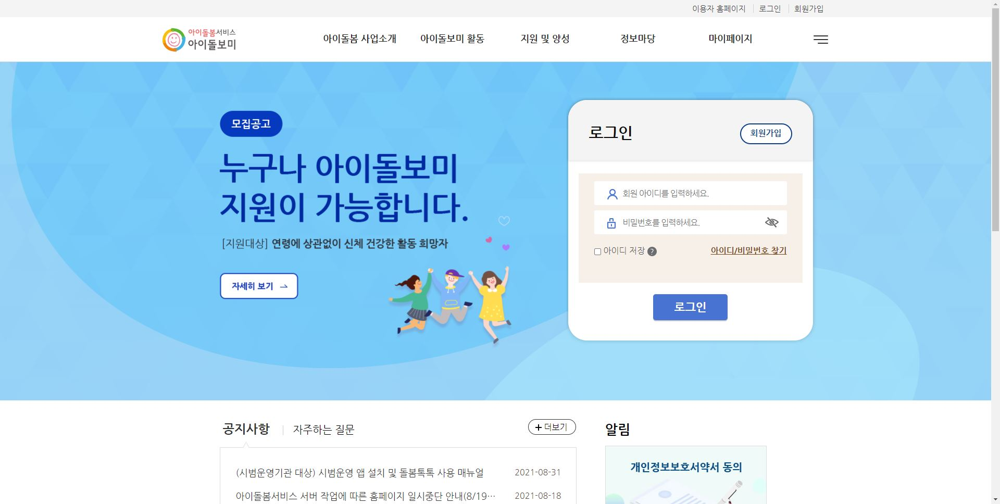 이용자 홈페이지 로그인 회원가입
아이돌봄서비스
아이돌보미
아이돌봄 사업소개 아이돌보미 활동 지원 및 양성 정보마당 마이페이지
모집공고
누구나 아이돌보미
지원이 가능합니다.
[지원대상] 연령에 상관없이 신체 건강한 활동 희망자
자세히 보기
로그인 회원가입
회원 아이디를 입력하세요.
비밀번호를 입력하세요.
아이디 저장 ? 아이디/비밀번호 찾기
로그인
공지사항 자주하는 질문 + 더보기
(시범운영기관 대상) 시범운영 앱 설치 및 돌봄톡톡 사용 매뉴얼 2021-08-31
아이돌봄서비스 서버 작업에 따른 홈페이지 일시중단 안내(8/19… 2021-08-18
알림
개인정보보호서약서 동의